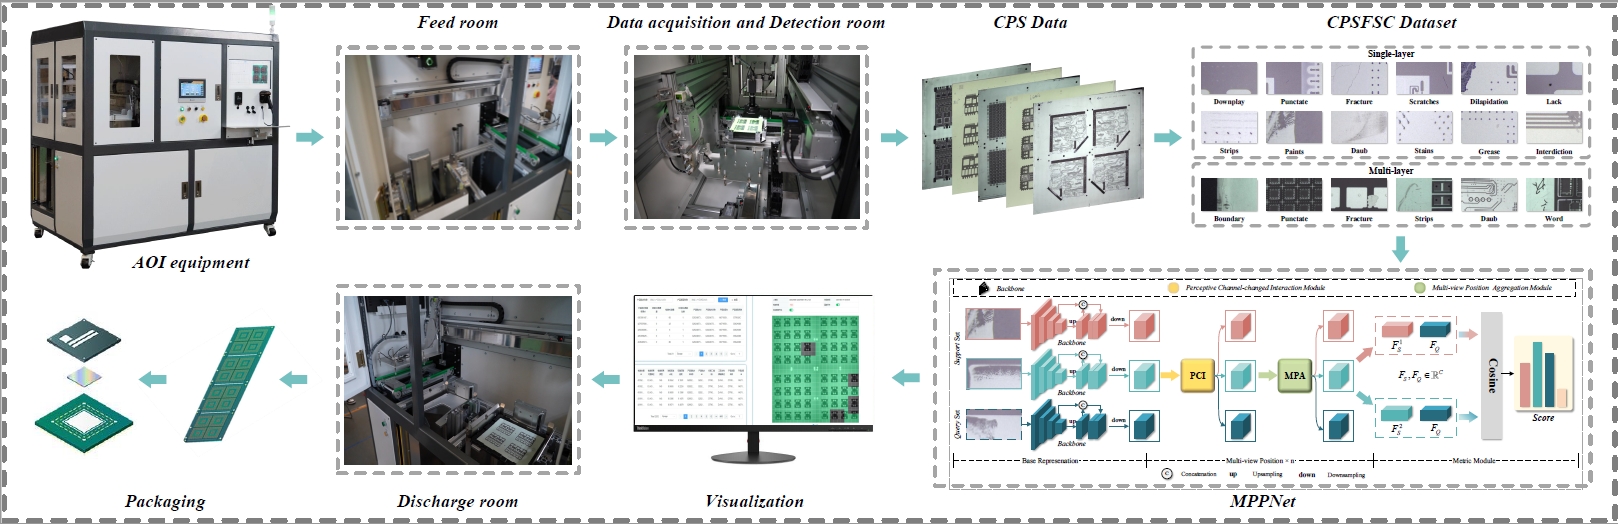 Feed room
Data acquisition and Detection room
CPS Data
CPSFSC Dataset
AOI equipment
Single-layer
Downplay Punctate Fracture Scratches Dilapidation Lack
Strips Paints Daub Stains Grease Interdiction
Multi-layer
Boundary Punctate Fracture Strips Daub Word
Backbone
Perceptive Channel-changed Interaction Module
Multi-view Position Aggregation Module
Support Set
Query Set
C
up
down
Backbone
C
up
down
Backbone
C
up
down
Backbone
PCI
MPA
F_S^1 F_Q
F_S, F_Q ∈ ℝ^C
F_S^2 F_Q
Cosine
Score
Base Represenation
Multi-view Position × n
Metric Module
C Concatenation up Upsampling down Downsampling
Packaging
Discharge room
Visualization
MPPNet